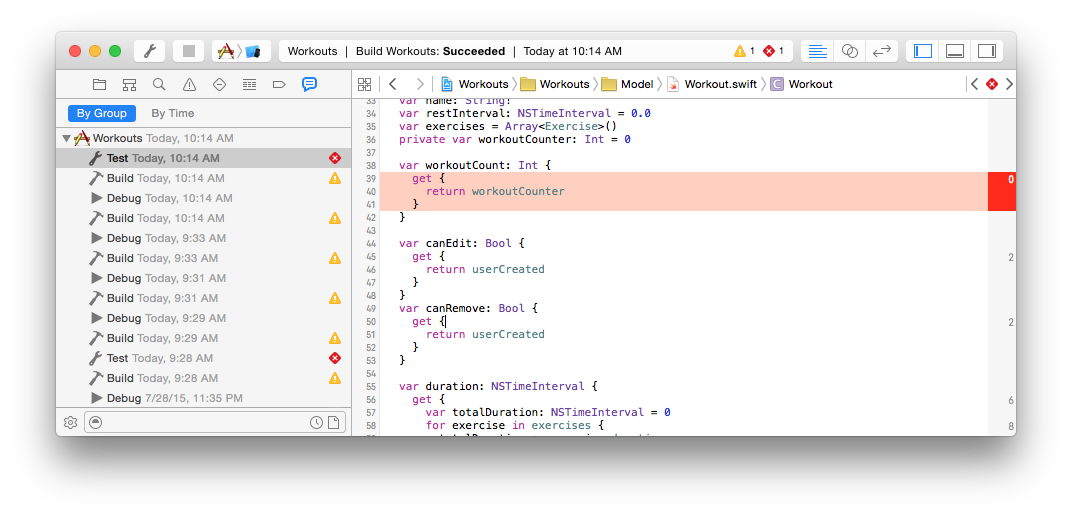 Workouts | Build Workouts: Succeeded | Today at 10:14 AM 1 1
Workouts Workouts Model Workout.swift C Workout
By Group By Time
Workouts Today, 10:14 AM
Test Today, 10:14 AM
Build Today, 10:14 AM
Debug Today, 10:14 AM
Build Today, 10:14 AM
Debug Today, 9:33 AM
Build Today, 9:33 AM
Debug Today, 9:31 AM
Build Today, 9:31 AM
Debug Today, 9:29 AM
Build Today, 9:29 AM
Test Today, 9:28 AM
Build Today, 9:28 AM
Debug 7/28/15, 11:35 PM
33 var name: String!
34 var restInterval: NSTimeInterval = 0.0
35 var exercises = Array<Exercise>()
36 private var workoutCounter: Int = 0
37
38 var workoutCount: Int {
39 get { 0
40 return workoutCounter
41 }
42 }
43
44 var canEdit: Bool {
45 get { 2
46 return userCreated
47 }
48 }
49 var canRemove: Bool {
50 get { 2
51 return userCreated
52 }
53 }
54
55 var duration: NSTimeInterval {
56 get { 6
57 var totalDuration: NSTimeInterval = 0
58 for exercise in exercises { 8